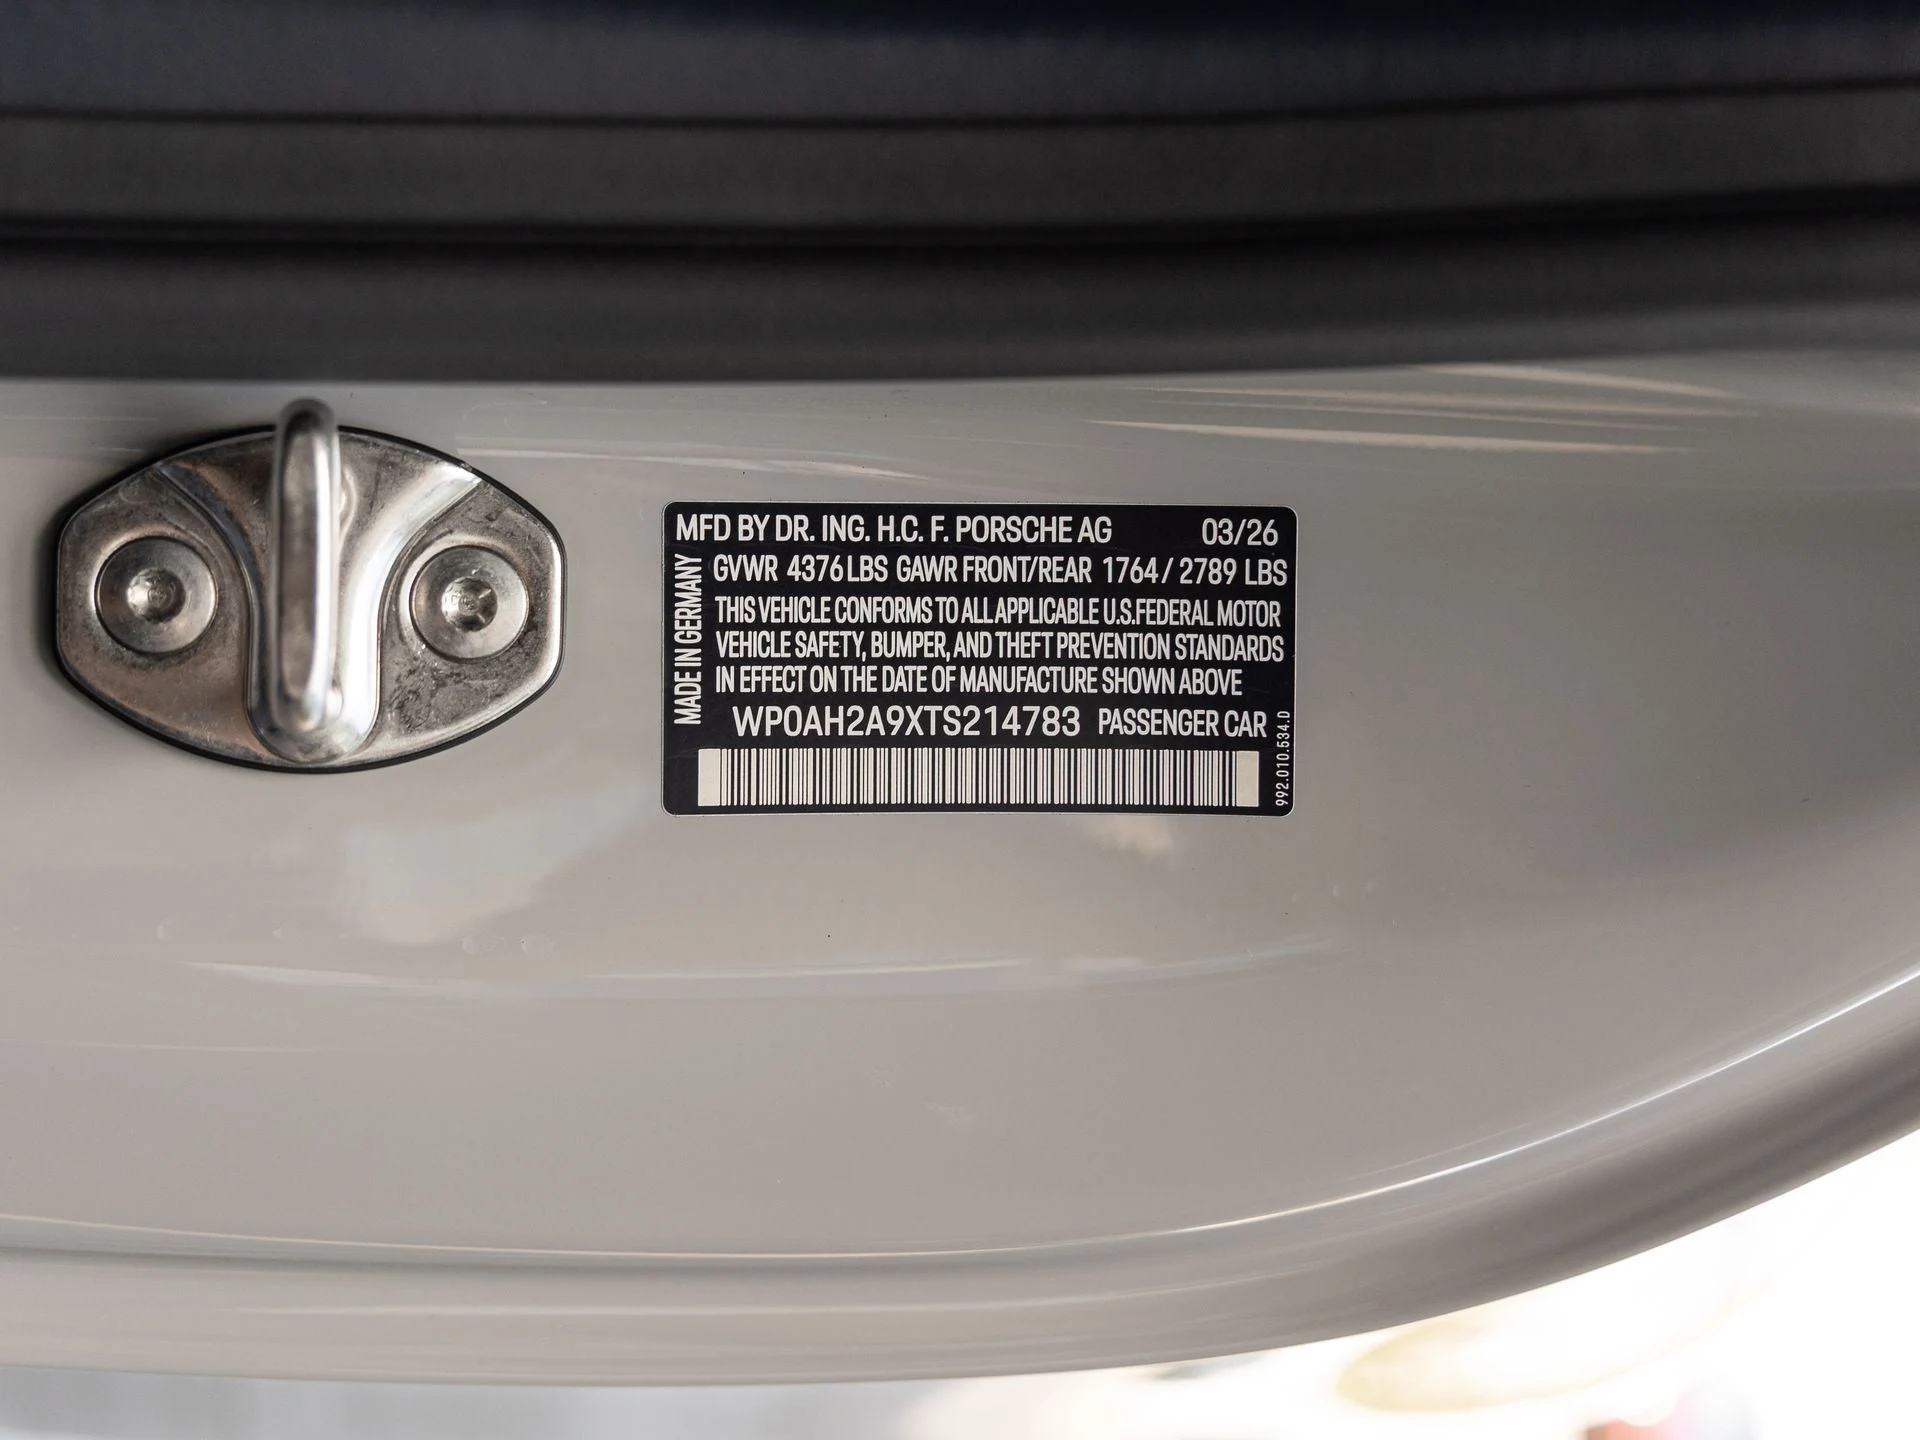 MFD BY DR. ING. H.C. F. PORSCHE AG 03/26
MADE IN GERMANY
GVWR 4376 LBS GAWR FRONT/REAR 1764 / 2789 LBS
THIS VEHICLE CONFORMS TO ALL APPLICABLE U.S.FEDERAL MOTOR
VEHICLE SAFETY, BUMPER, AND THEFT PREVENTION STANDARDS
IN EFFECT ON THE DATE OF MANUFACTURE SHOWN ABOVE
WP0AH2A9XTS214783 PASSENGER CAR
992.010.534.D